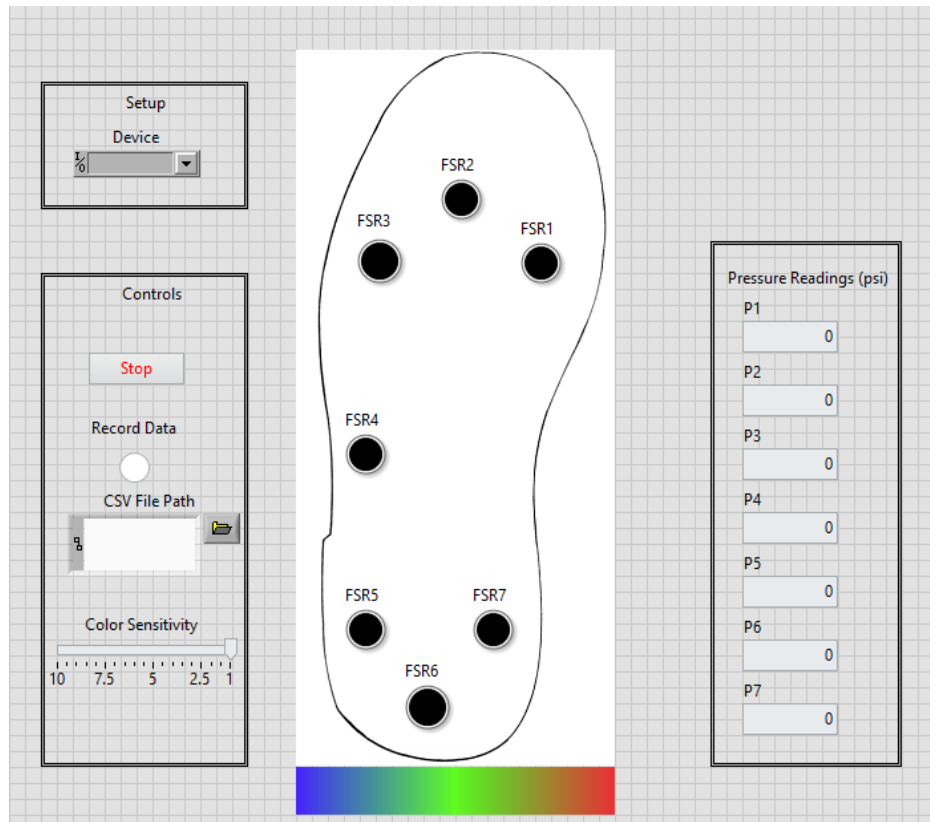 Setup
Device
I/O
Controls
Stop
Record Data
CSV File Path
Color Sensitivity
10 7.5 5 2.5 1
FSR2
FSR3
FSR1
FSR4
FSR5
FSR7
FSR6
Pressure Readings (psi)
P1
0
P2
0
P3
0
P4
0
P5
0
P6
0
P7
0